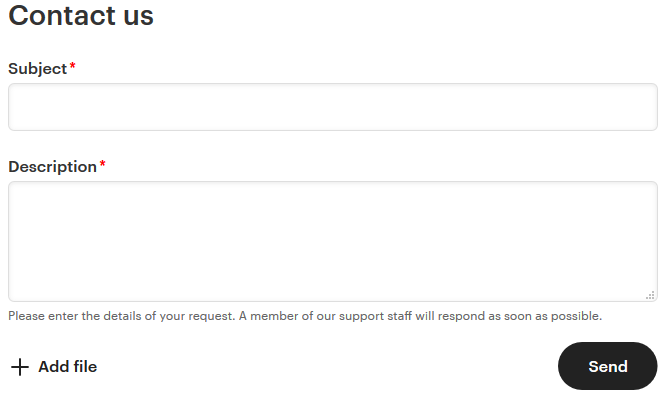 Contact us
Subject*
Description*
Please enter the details of your request. A member of our support staff will respond as soon as possible.
Add file
Send